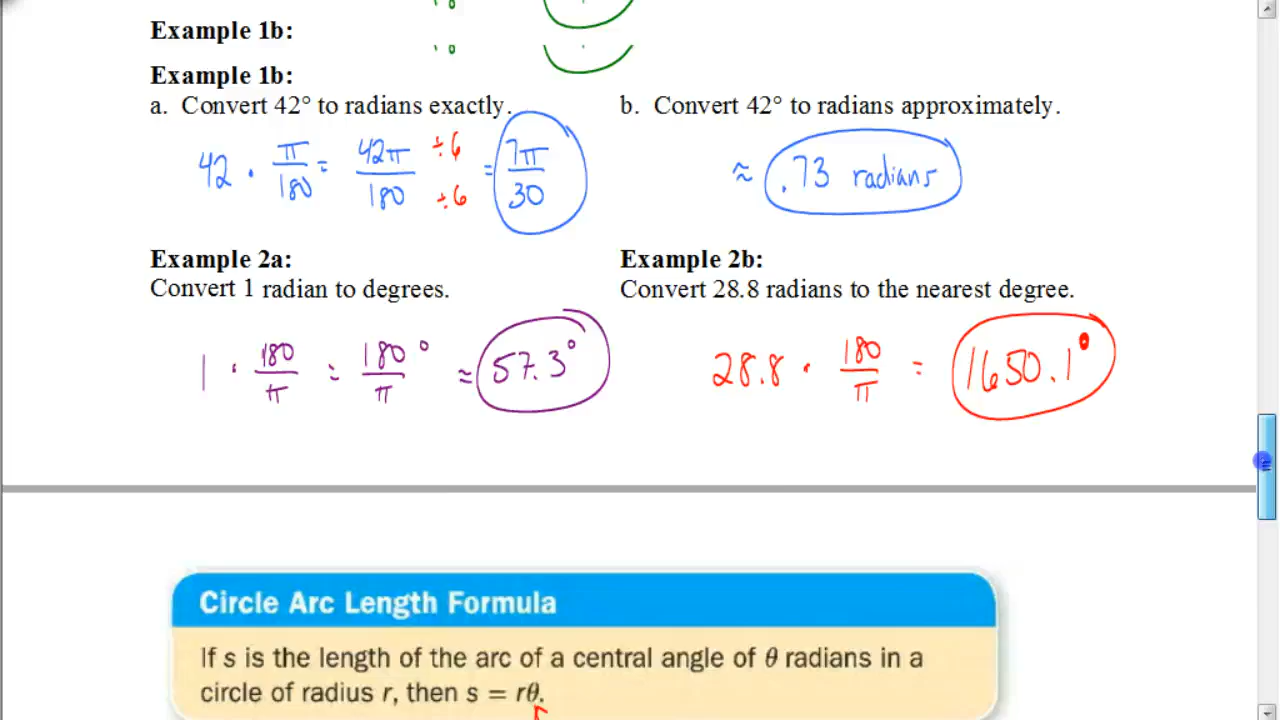 Example 1b:
Example 1b:
a. Convert 42° to radians exactly.
42 · π/180 = 42π/180 ÷6 ÷6 = 7π/30
b. Convert 42° to radians approximately.
≈ .73 radians
Example 2a:
Convert 1 radian to degrees.
1 · 180/π = 180°/π ≈ 57.3°
Example 2b:
Convert 28.8 radians to the nearest degree.
28.8 · 180/π = 1650.1°
Circle Arc Length Formula
If s is the length of the arc of a central angle of θ radians in a
circle of radius r, then s = rθ.